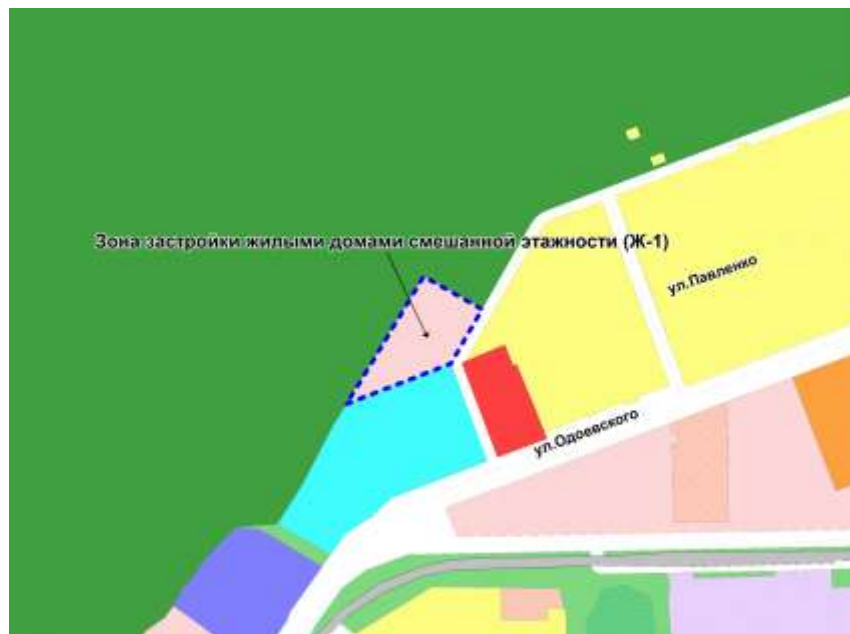 Зона застройки жилыми домами смешанной этажности (Ж-1)
ул.Павленко
ул.Одоевского